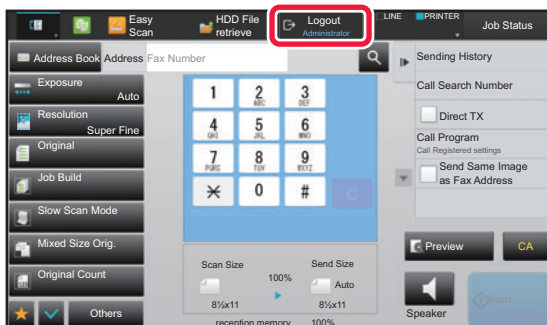 Easy
Scan
HDD File
retrieve
Logout
Administrator
LINE
PRINTER
Job Status
Address Book
Address
Fax Number
Exposure
Auto
Resolution
Super Fine
Original
Job Build
Slow Scan Mode
Mixed Size Orig.
Original Count
Others
1
2
ABC
3
DEF
4
GHI
5
JKL
6
MNO
7
PQRS
8
TUV
9
WXYZ
0
#
C
Scan Size
100%
Send Size
Auto
8½x11
8½x11
reception memory 100%
Sending History
Call Search Number
Direct TX
Call Program
Call Registered settings
Send Same Image
as Fax Address
Preview
CA
Speaker
Start